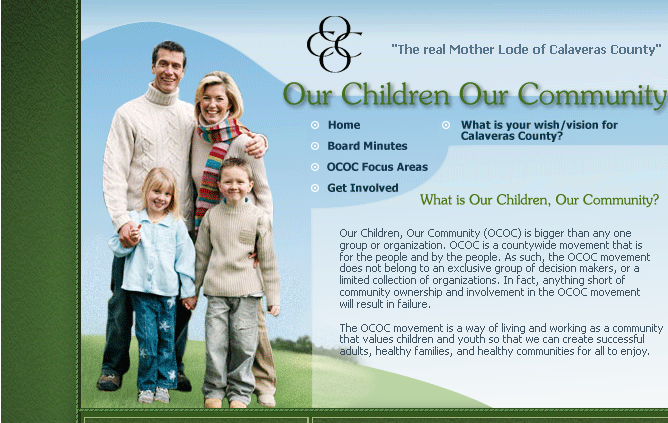 OCOC
"The real Mother Lode of Calaveras County"
Our Children Our Community
Home
Board Minutes
OCOC Focus Areas
Get Involved
What is your wish/vision for
Calaveras County?
What is Our Children, Our Community?
Our Children, Our Community (OCOC) is bigger than any one
group or organization. OCOC is a countywide movement that is
for the people and by the people. As such, the OCOC movement
does not belong to an exclusive group of decision makers, or a
limited collection of organizations. In fact, anything short of
community ownership and involvement in the OCOC movement
will result in failure.
The OCOC movement is a way of living and working as a community
that values children and youth so that we can create successful
adults, healthy families, and healthy communities for all to enjoy.